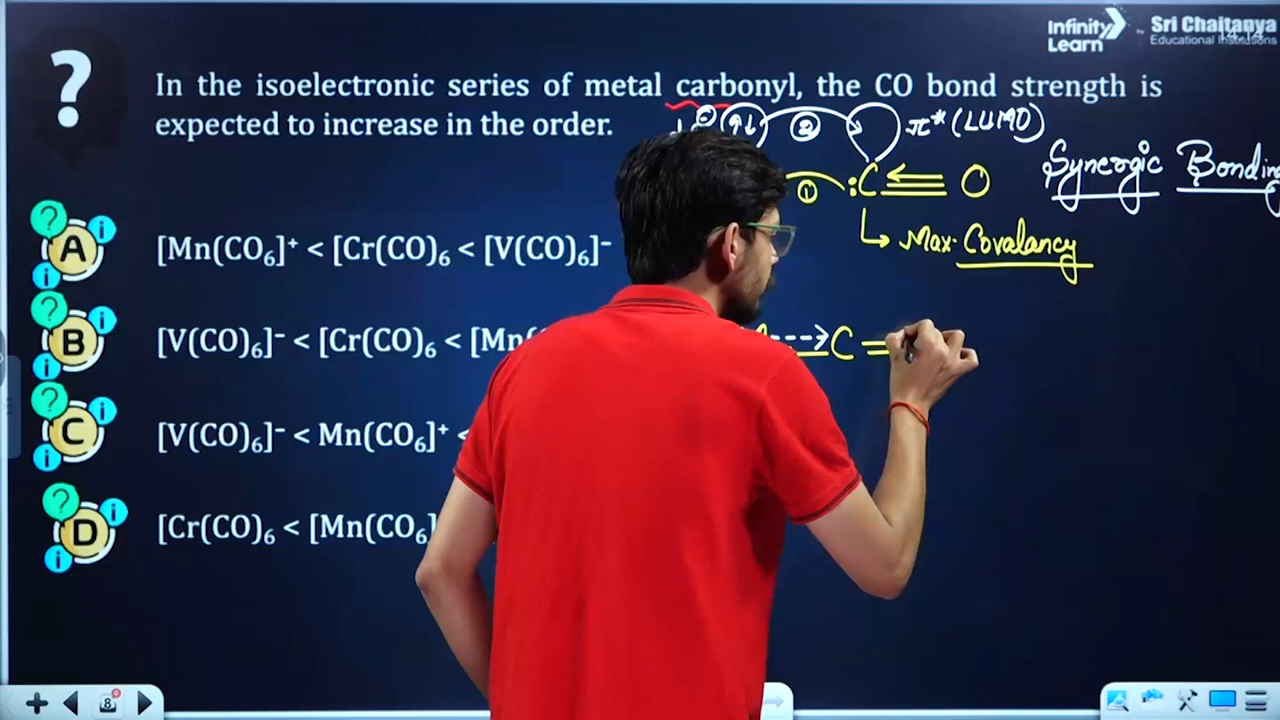 Infinity Learn
Sri Chaitanya
Educational Institutions
?
In the isoelectronic series of metal carbonyl, the CO bond strength is
expected to increase in the order.
② π* (LUMO)
Synergic Bonding
① :C O
Max. Covalancy
A [Mn(CO₆]⁺ < [Cr(CO)₆ < [V(CO)₆]⁻
B [V(CO)₆]⁻ < [Cr(CO)₆ < [Mn
C =
C [V(CO)₆]⁻ < Mn(CO₆]⁺ <
D [Cr(CO)₆ < [Mn(CO₆]
8